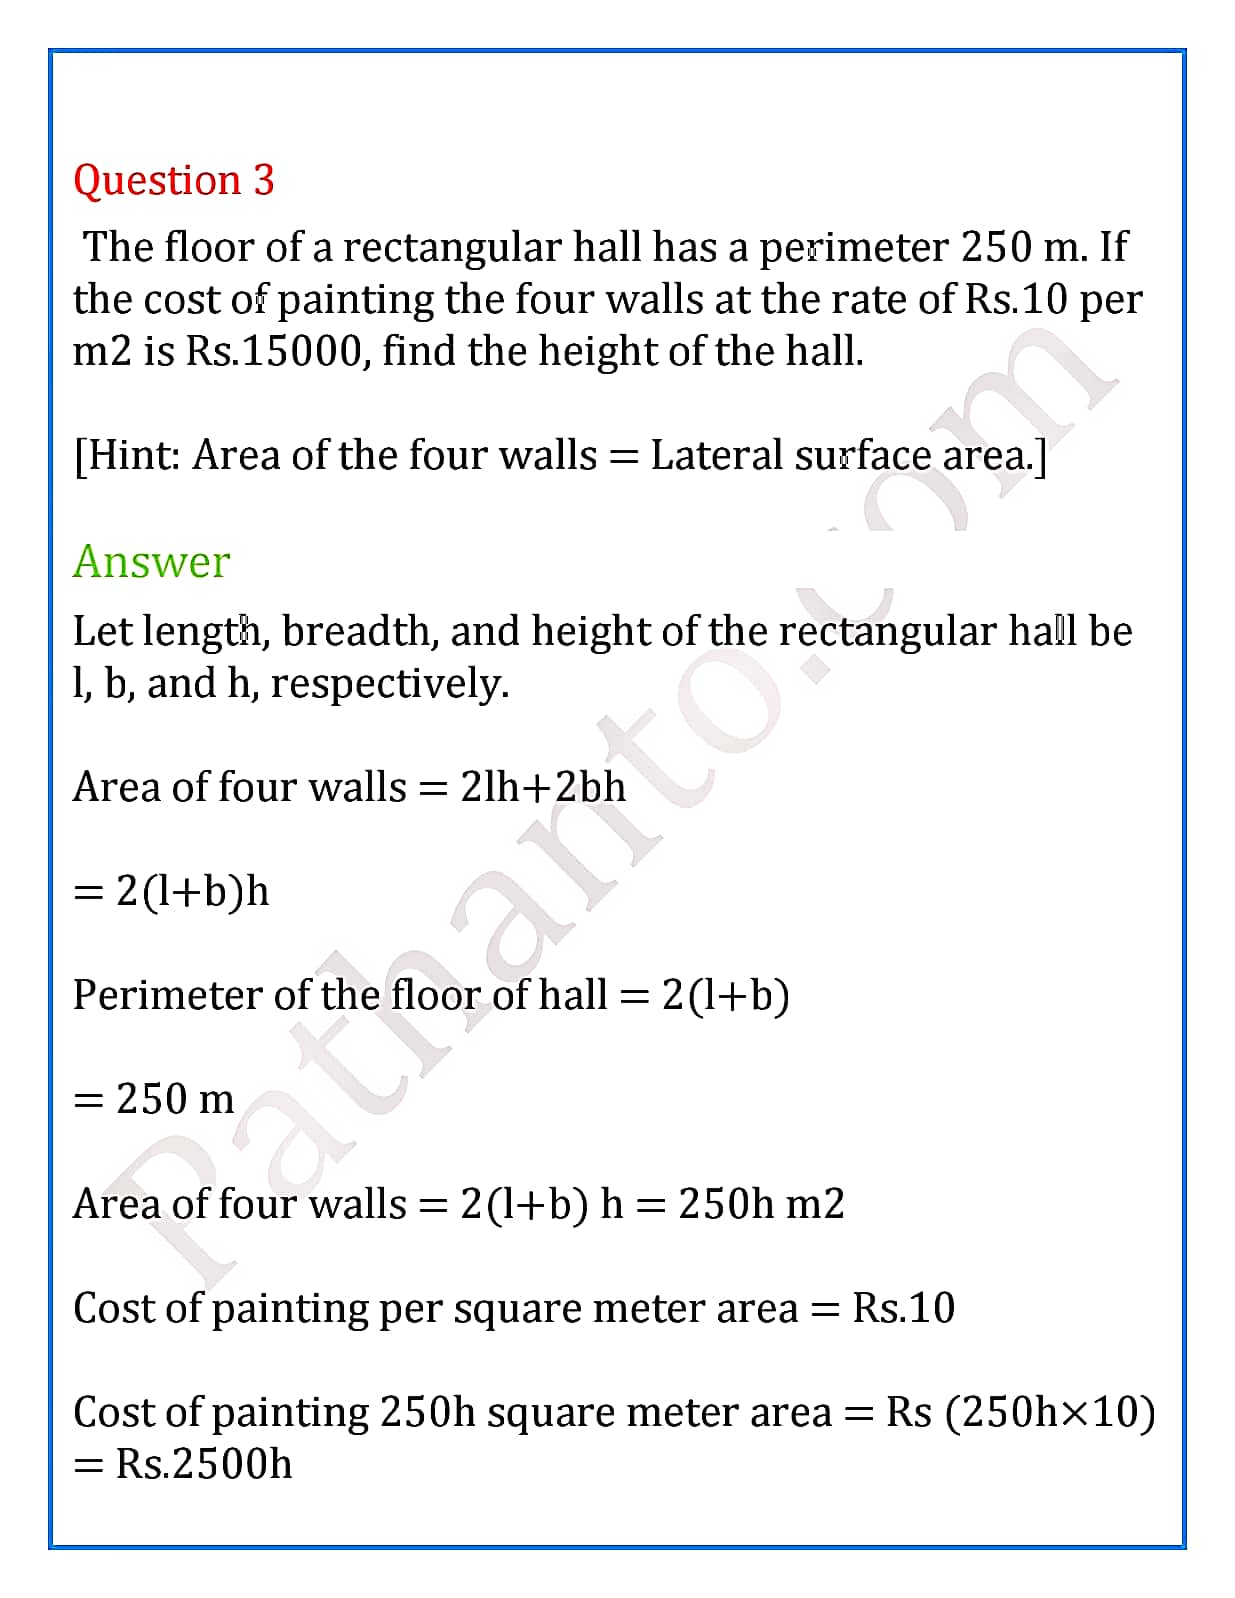 Question 3
The floor of a rectangular hall has a perimeter 250 m. If
the cost of painting the four walls at the rate of Rs.10 per
m2 is Rs.15000, find the height of the hall.
[Hint: Area of the four walls = Lateral surface area.]
Answer
Let length, breadth, and height of the rectangular hall be
l, b, and h, respectively.
Area of four walls = 2lh+2bh
= 2(l+b)h
Perimeter of the floor of hall = 2(l+b)
= 250 m
Area of four walls = 2(l+b) h = 250h m2
Cost of painting per square meter area = Rs.10
Cost of painting 250h square meter area = Rs (250h×10)
= Rs.2500h
Pathanto.com